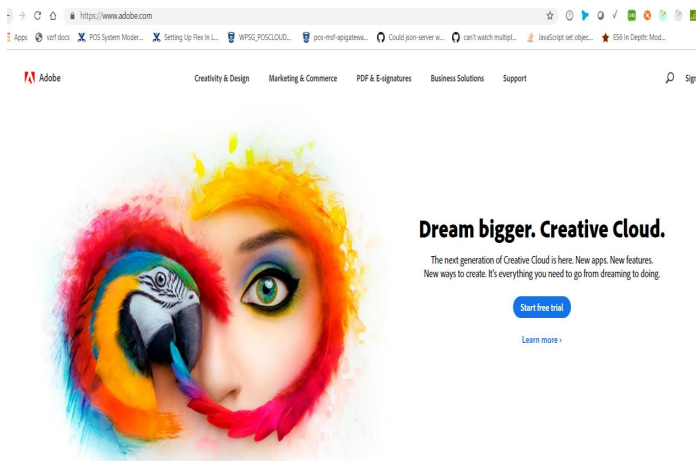 https://www.adobe.com
Apps vzrf docs POS System Moder... Setting Up Flex In L... WPSG_POSCLOUD... pos-msf-apigatewa... Could json-server w... can't watch multipl... JavaScript set objec... ES6 In Depth: Mod...
Adobe Creativity & Design Marketing & Commerce PDF & E-signatures Business Solutions Support Sigr
Dream bigger. Creative Cloud.
The next generation of Creative Cloud is here. New apps. New features.
New ways to create. It's everything you need to go from dreaming to doing.
Start free trial
Learn more ›